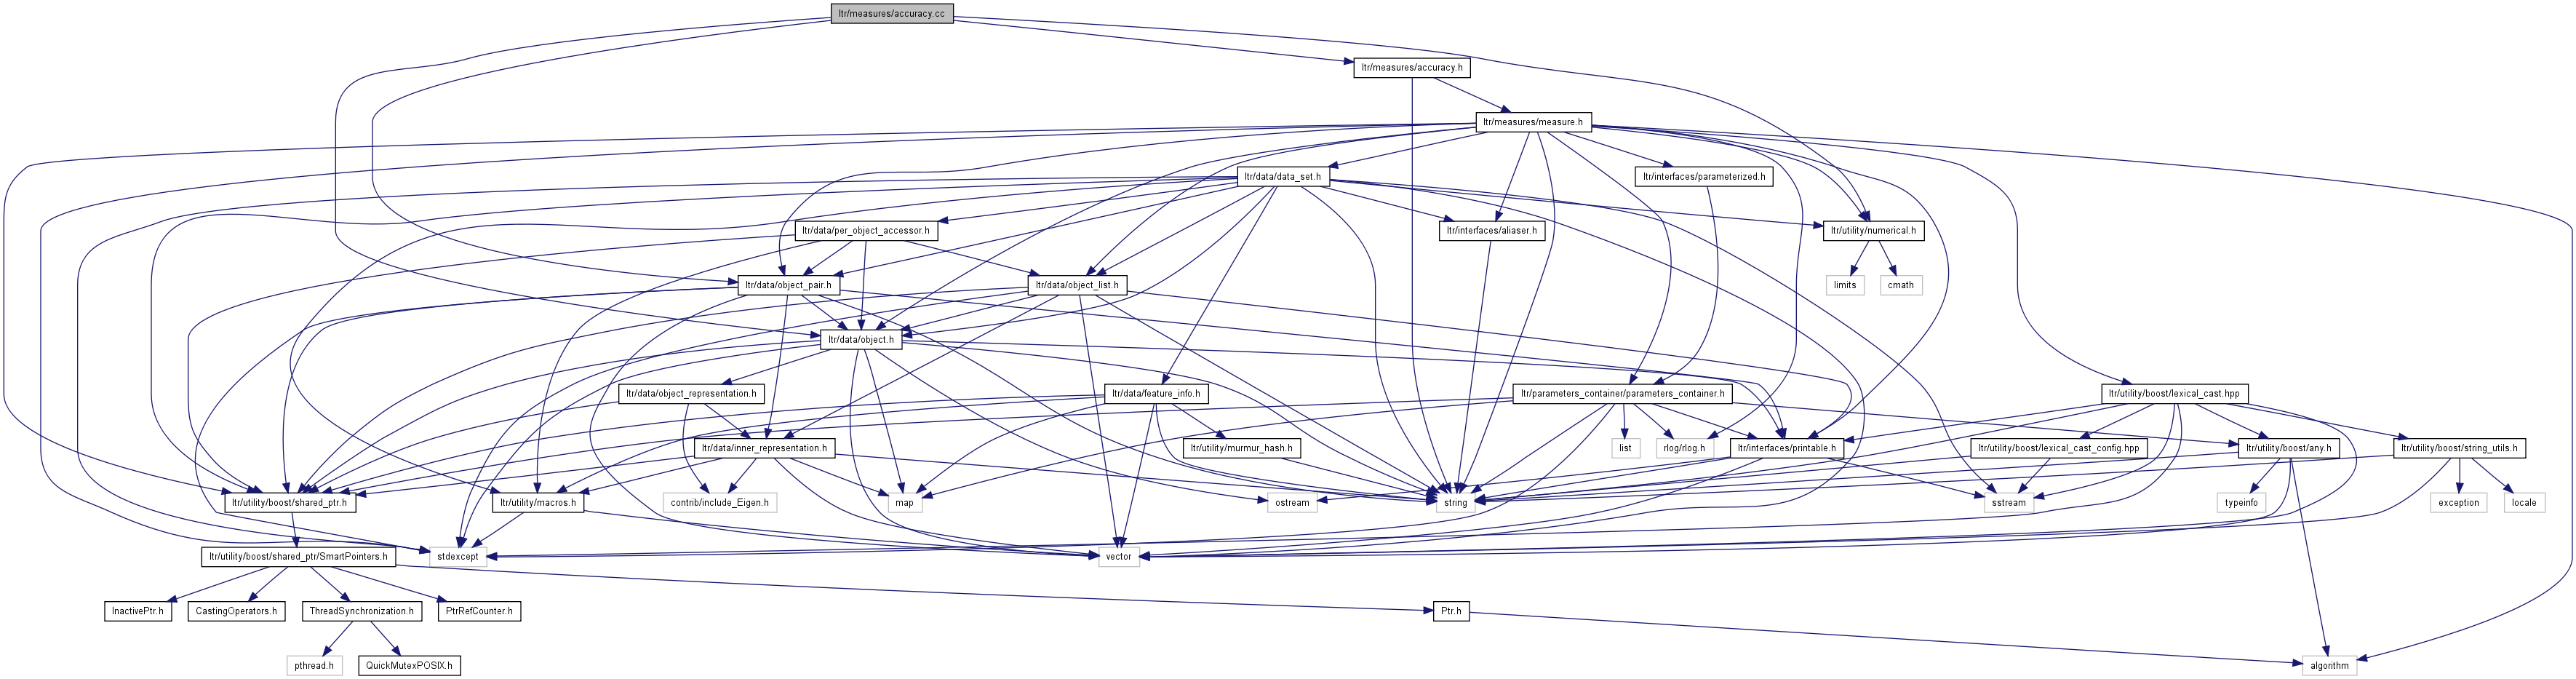 ltr/measures/accuracy.cc
ltr/measures/accuracy.h
ltr/measures/measure.h
ltr/data/data_set.h
ltr/interfaces/parameterized.h
ltr/data/per_object_accessor.h
ltr/interfaces/aliaser.h
ltr/utility/numerical.h
ltr/data/object_pair.h
ltr/data/object_list.h
limits
cmath
ltr/data/object.h
ltr/data/object_representation.h
ltr/data/feature_info.h
ltr/parameters_container/parameters_container.h
ltr/utility/boost/lexical_cast.hpp
ltr/data/inner_representation.h
ltr/utility/murmur_hash.h
list
rlog/rlog.h
ltr/interfaces/printable.h
ltr/utility/boost/lexical_cast_config.hpp
ltr/utility/boost/any.h
ltr/utility/boost/string_utils.h
ltr/utility/boost/shared_ptr.h
ltr/utility/macros.h
contrib/include_Eigen.h
map
ostream
string
sstream
typeinfo
exception
locale
ltr/utility/boost/shared_ptr/SmartPointers.h
stdexcept
vector
InactivePtr.h
CastingOperators.h
ThreadSynchronization.h
PtrRefCounter.h
Ptr.h
pthread.h
QuickMutexPOSIX.h
algorithm